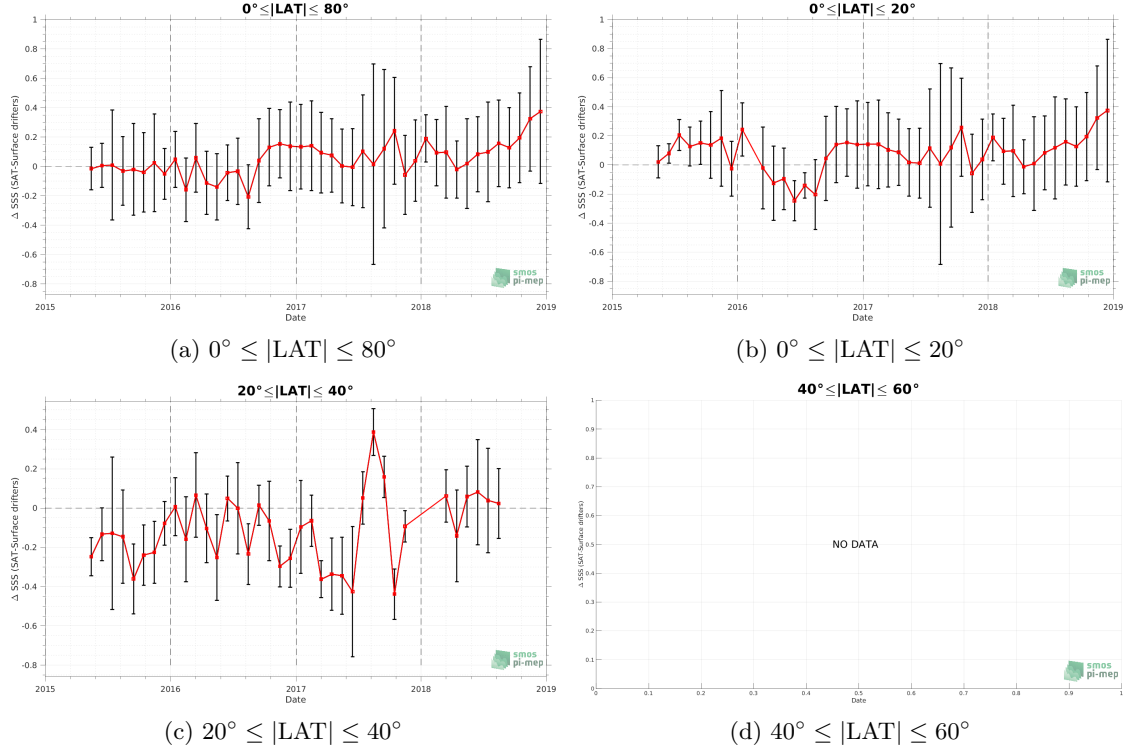 0°≤|LAT|≤ 80°
Δ SSS (SAT-Surface drifters)
1
0.8
0.6
0.4
0.2
0
-0.2
-0.4
-0.6
-0.8
2015
2016
2017
2018
2019
Date
smos
pi-mep
(a) 0° ≤ |LAT| ≤ 80°
0°≤|LAT|≤ 20°
Δ SSS (SAT-Surface drifters)
1
0.8
0.6
0.4
0.2
0
-0.2
-0.4
-0.6
-0.8
2015
2016
2017
2018
2019
Date
smos
pi-mep
(b) 0° ≤ |LAT| ≤ 20°
20°≤|LAT|≤ 40°
Δ SSS (SAT-Surface drifters)
0.4
0.2
0
-0.2
-0.4
-0.6
-0.8
2015
2016
2017
2018
2019
Date
smos
pi-mep
(c) 20° ≤ |LAT| ≤ 40°
40°≤|LAT|≤ 60°
Δ SSS (SAT-Surface drifters)
1
0.9
0.8
0.7
0.6
0.5
0.4
0.3
0.2
0.1
0
NO DATA
0
0.1
0.2
0.3
0.4
0.5
0.6
0.7
0.8
0.9
1
Date
smos
pi-mep
(d) 40° ≤ |LAT| ≤ 60°